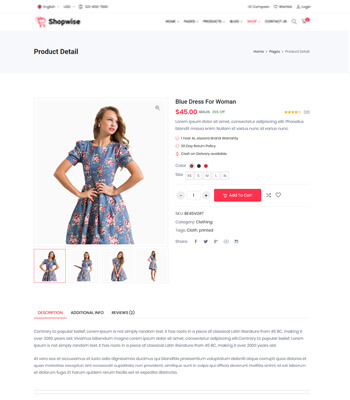 English USD 123-456-7890 Compare Wishlist Login
Shopwise HOME PAGES PRODUCTS BLOG SHOP CONTACT US
Product Detail Home Pages Product Detail
Blue Dress For Woman
$45.00 35% Off
Lorem ipsum dolor sit amet, consectetur adipiscing elit. Phasellus
blandit massa enim. Nullam id varius nunc id varius nunc.
1 Year AL Jazeera Brand Warranty
30 Day Return Policy
Cash on Delivery available
Color
Size XS S M L XL
- 1 + Add To Cart
SKU: BE45VGRT
Category: Clothing
Tags: Cloth, printed
Share:
DESCRIPTION ADDITIONAL INFO REVIEWS (2)
Contrary to popular belief, Lorem Ipsum is not simply random text. It has roots in a piece of classical Latin literature from 45 BC, making it
over 2000 years old. Vivamus bibendum magna Lorem ipsum dolor sit amet, consectetur adipiscing elit. Contrary to popular belief, Lorem
Ipsum is not simply random text. It has roots in a piece of classical Latin literature from 45 BC, making it over 2000 years old.
At vero eos et accusamus et iusto odio dignissimos ducimus qui blanditiis praesentium voluptatum deleniti atque corrupti quos dolores et
quas molestias excepturi sint occaecati cupiditate non provident, similique sunt in culpa qui officia deserunt mollitia animi, id est laborum
et dolorum fuga. Et harum quidem rerum facilis est et expedita distinctio.